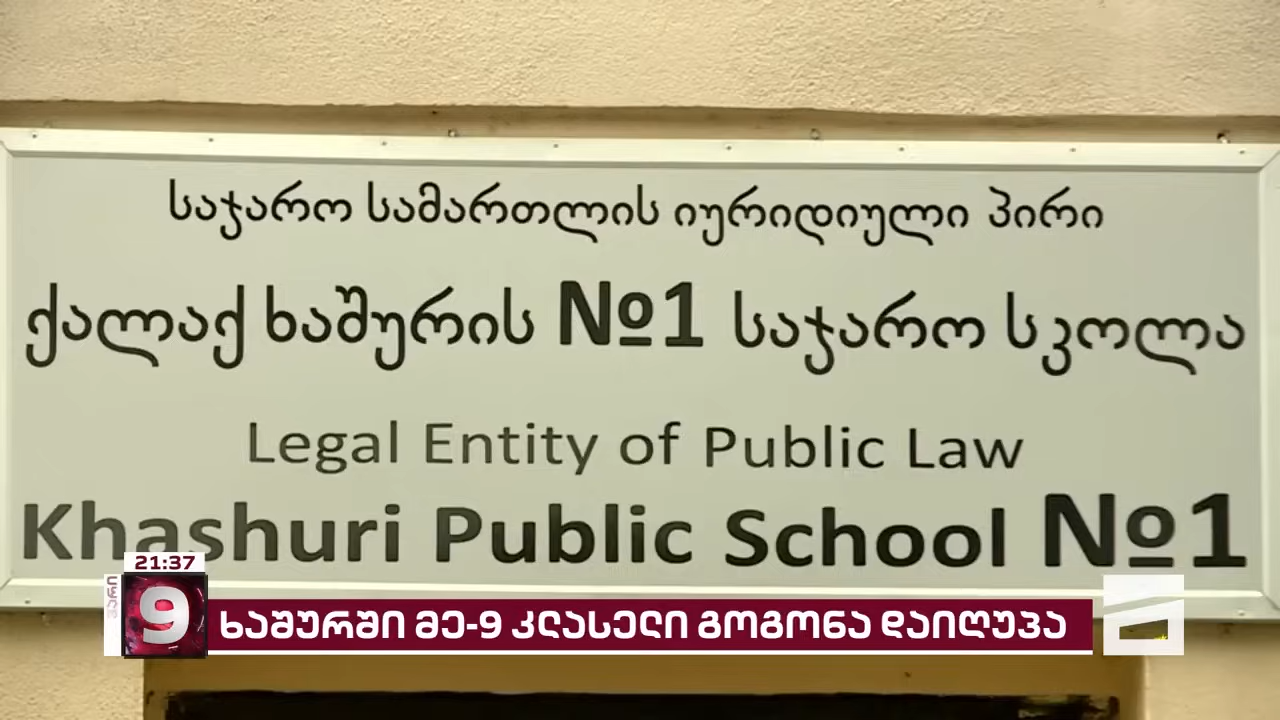 საჯარო სამართლის იურიდიული პირი
ქალაქ ხაშურის №1 საჯარო სკოლა
Legal Entity of Public Law
Khashuri Public School №1
21:37
ვარი
9
ხაშურში მე-9 კლასელი გოგონა დაიღუპა